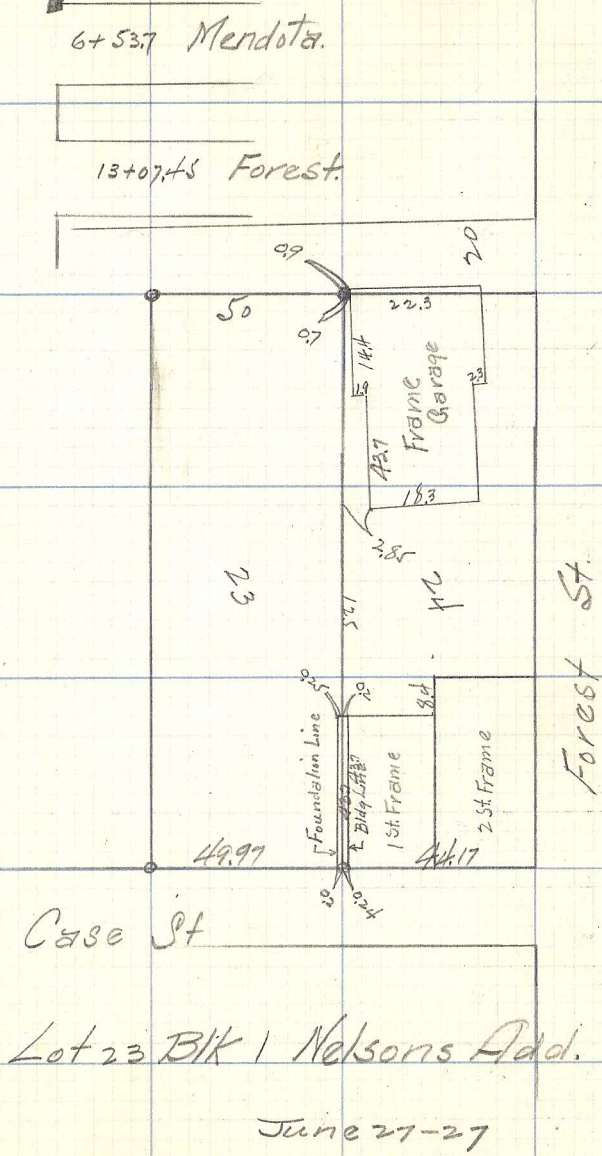 6+53.7 Mendota.
13+07.45 Forest.
20
0.9
50
22.3
0.7
14.4
1.9
2.3
Frame
Garage
43.7
18.3
2.85
23
24
125
Forest St.
8.4
Foundation Line
Bldg Line
1 St. Frame
2 St. Frame
49.97
44.17
Case St
Lot 23 Blk 1 Nelsons Add.
June 27-27